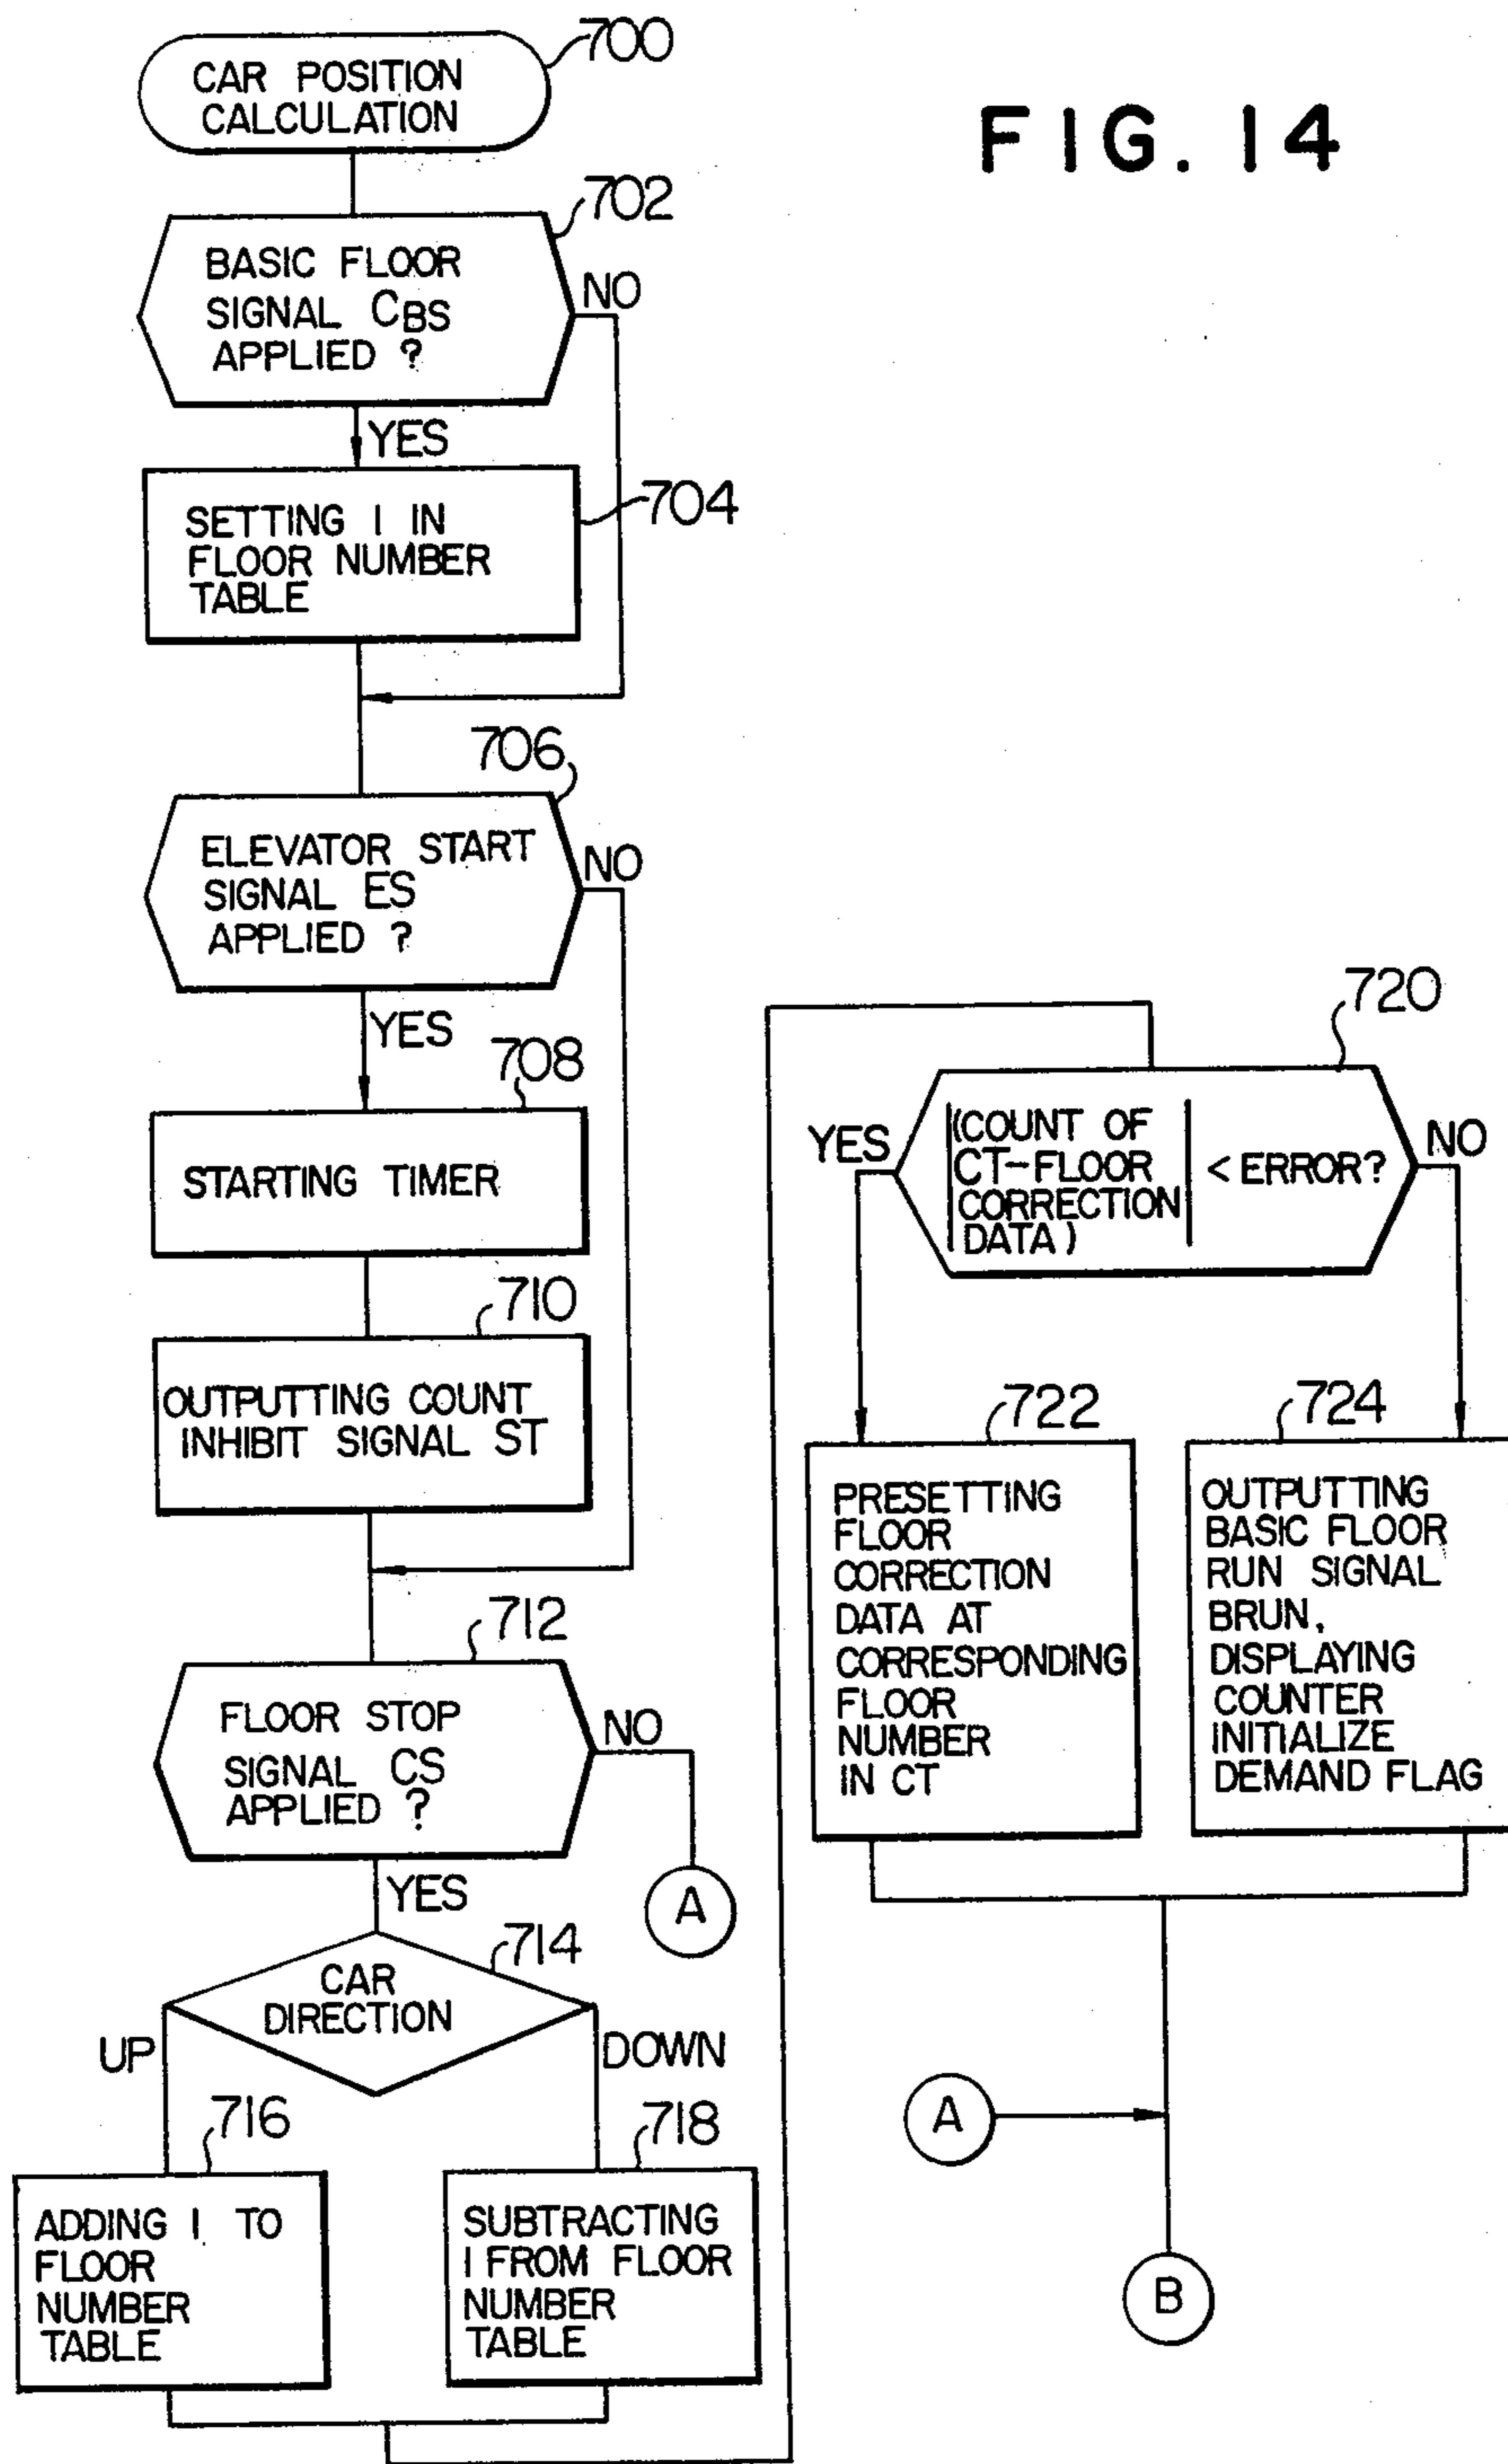 700
CAR POSITION
CALCULATION
FIG. 14
702
BASIC FLOOR
SIGNAL CBS
APPLIED ?
NO
YES
704
SETTING 1 IN
FLOOR NUMBER
TABLE
706
ELEVATOR START
SIGNAL ES
APPLIED ?
NO
YES
708
STARTING TIMER
710
OUTPUTTING COUNT
INHIBIT SIGNAL ST
712
FLOOR STOP
SIGNAL CS
APPLIED ?
NO
A
YES
714
CAR
DIRECTION
UP
DOWN
716
ADDING 1 TO
FLOOR
NUMBER
TABLE
718
SUBTRACTING
1 FROM FLOOR
NUMBER
TABLE
720
|(COUNT OF
CT-FLOOR
CORRECTION
DATA)| < ERROR?
YES
NO
722
PRESETTING
FLOOR
CORRECTION
DATA AT
CORRESPONDING
FLOOR
NUMBER
IN CT
724
OUTPUTTING
BASIC FLOOR
RUN SIGNAL
BRUN,
DISPLAYING
COUNTER
INITIALIZE
DEMAND FLAG
A
B